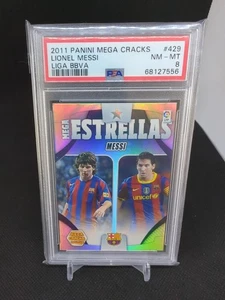 2011 PANINI MEGA CRACKS #429
LIONEL MESSI NM - MT
LIGA BBVA PSA 8
68127556
MEGA
ESTRELLAS
MESSI